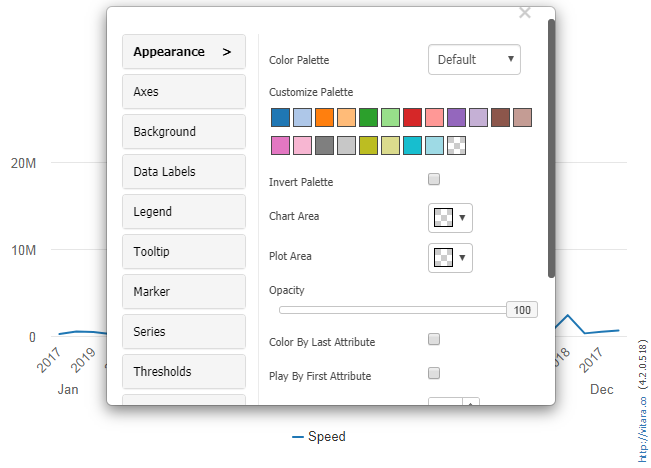 ×
Appearance >
Axes
Background
Data Labels
Legend
Tooltip
Marker
Series
Thresholds
Color Palette
Default
Customize Palette
Invert Palette
Chart Area
Plot Area
Opacity
100
Color By Last Attribute
Play By First Attribute
20M
10M
0
2017
2019
2017
Jan
Dec
Speed
http://vitara.co (4.2.0.518)